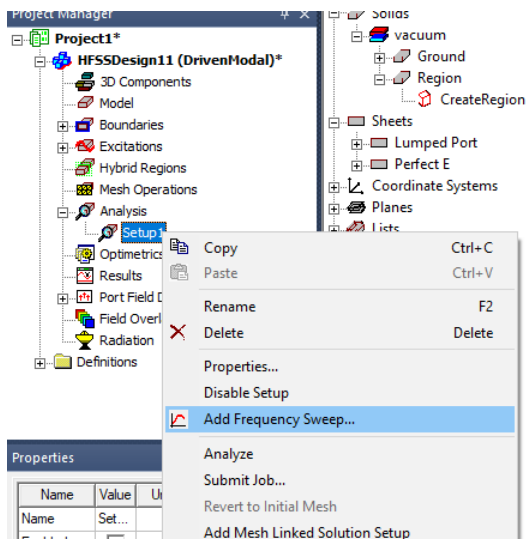 Project Manager
Project1*
HFSSDesign11 (DrivenModal)*
3D Components
Model
Boundaries
Excitations
Hybrid Regions
Mesh Operations
Analysis
Setup1
Optimetrics
Results
Port Field D
Field Overl
Radiation
Definitions
Solids
vacuum
Ground
Region
CreateRegion
Sheets
Lumped Port
Perfect E
Coordinate Systems
Planes
Lists
Copy Ctrl+C
Paste Ctrl+V
Rename F2
Delete Delete
Properties...
Disable Setup
Add Frequency Sweep...
Analyze
Submit Job...
Revert to Initial Mesh
Add Mesh Linked Solution Setup
Properties
Name Value U
Name Set...